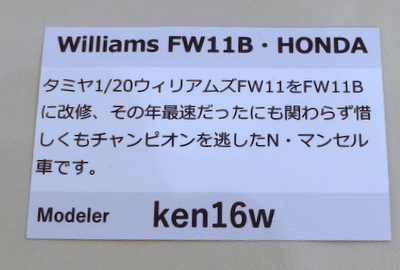 Williams FW11B・HONDA
タミヤ1/20ウィリアムズFW11をFW11B
に改修、その年最速だったにも関わらず惜
しくもチャンピオンを逃したN・マンセル
車です。
Modeler ken16w